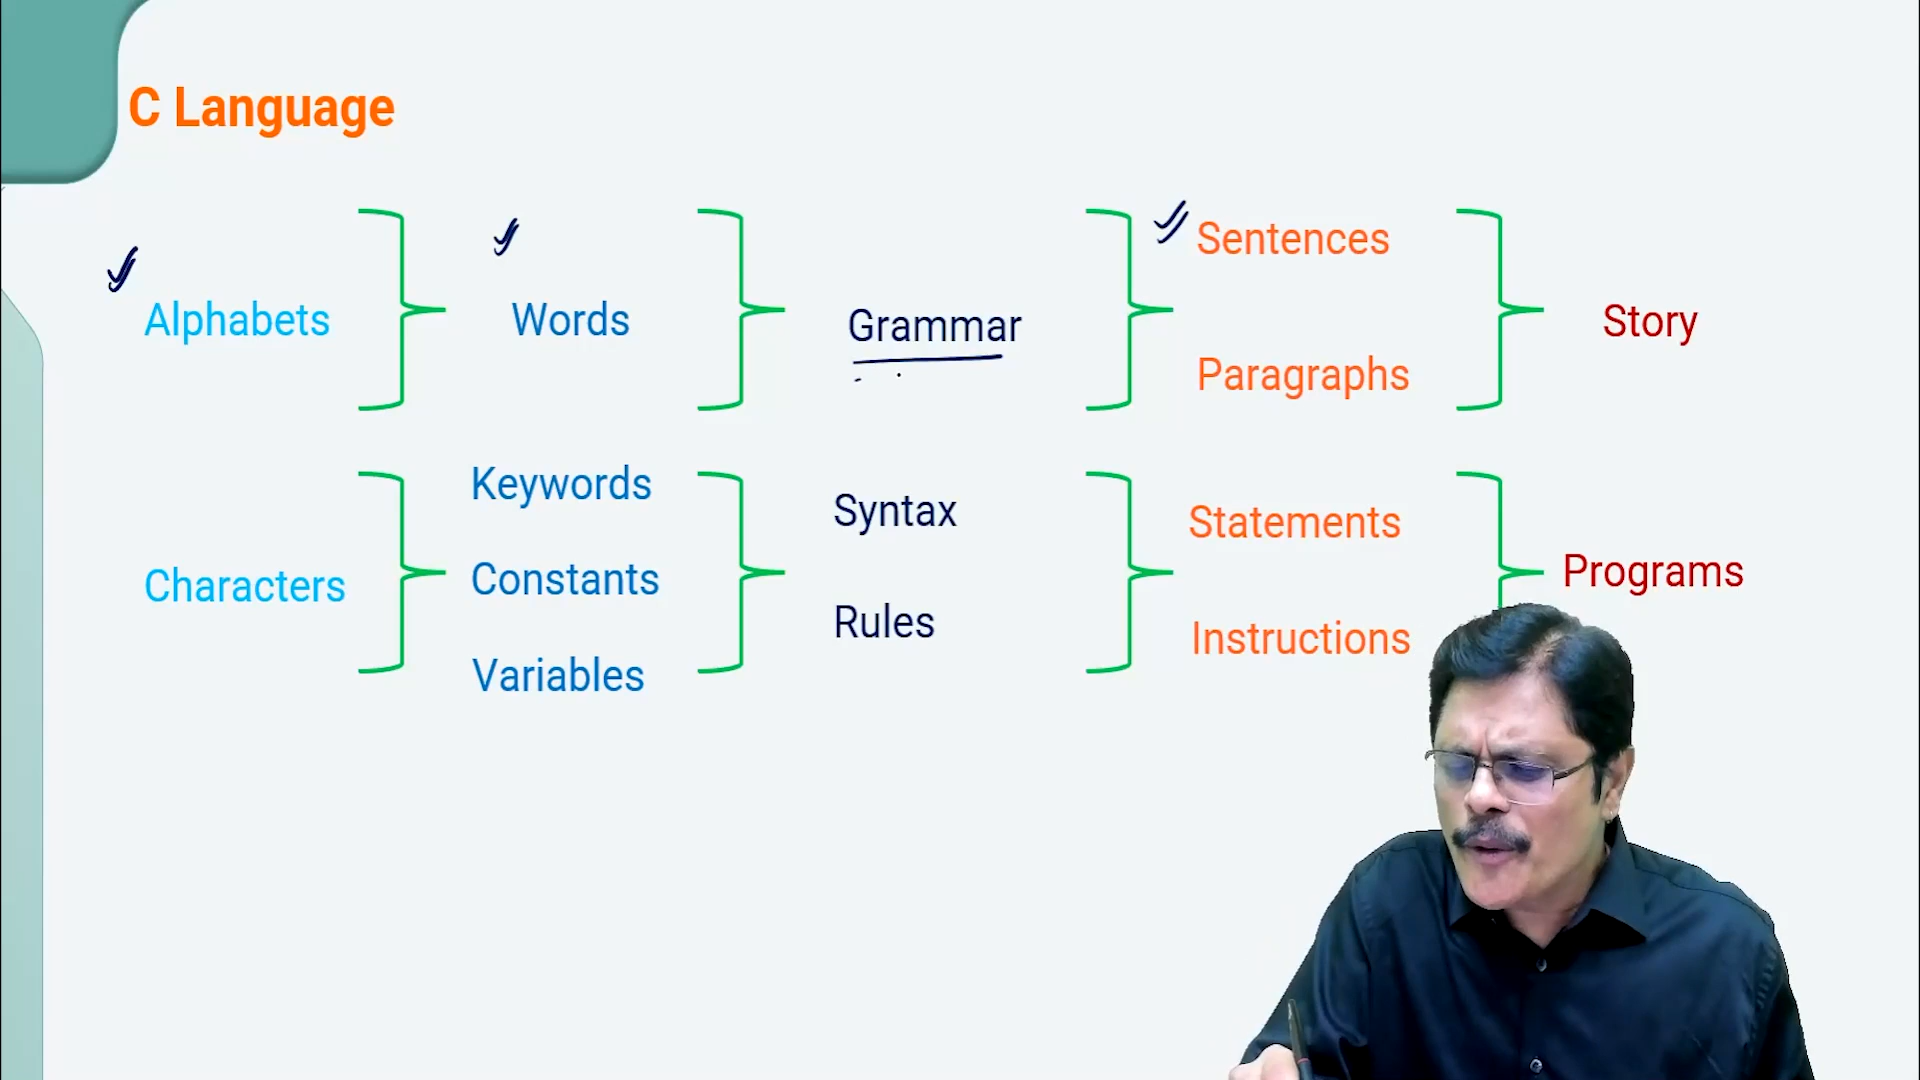 C Language
Alphabets
Words
Grammar
Sentences
Paragraphs
Story
Characters
Keywords
Constants
Variables
Syntax
Rules
Statements
Instructions
Programs